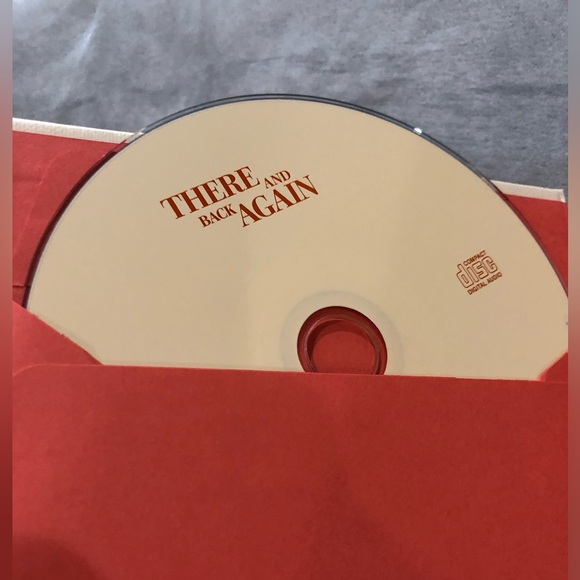 THERE AND
BACK AGAIN
COMPACT
disc
DIGITAL AUDIO